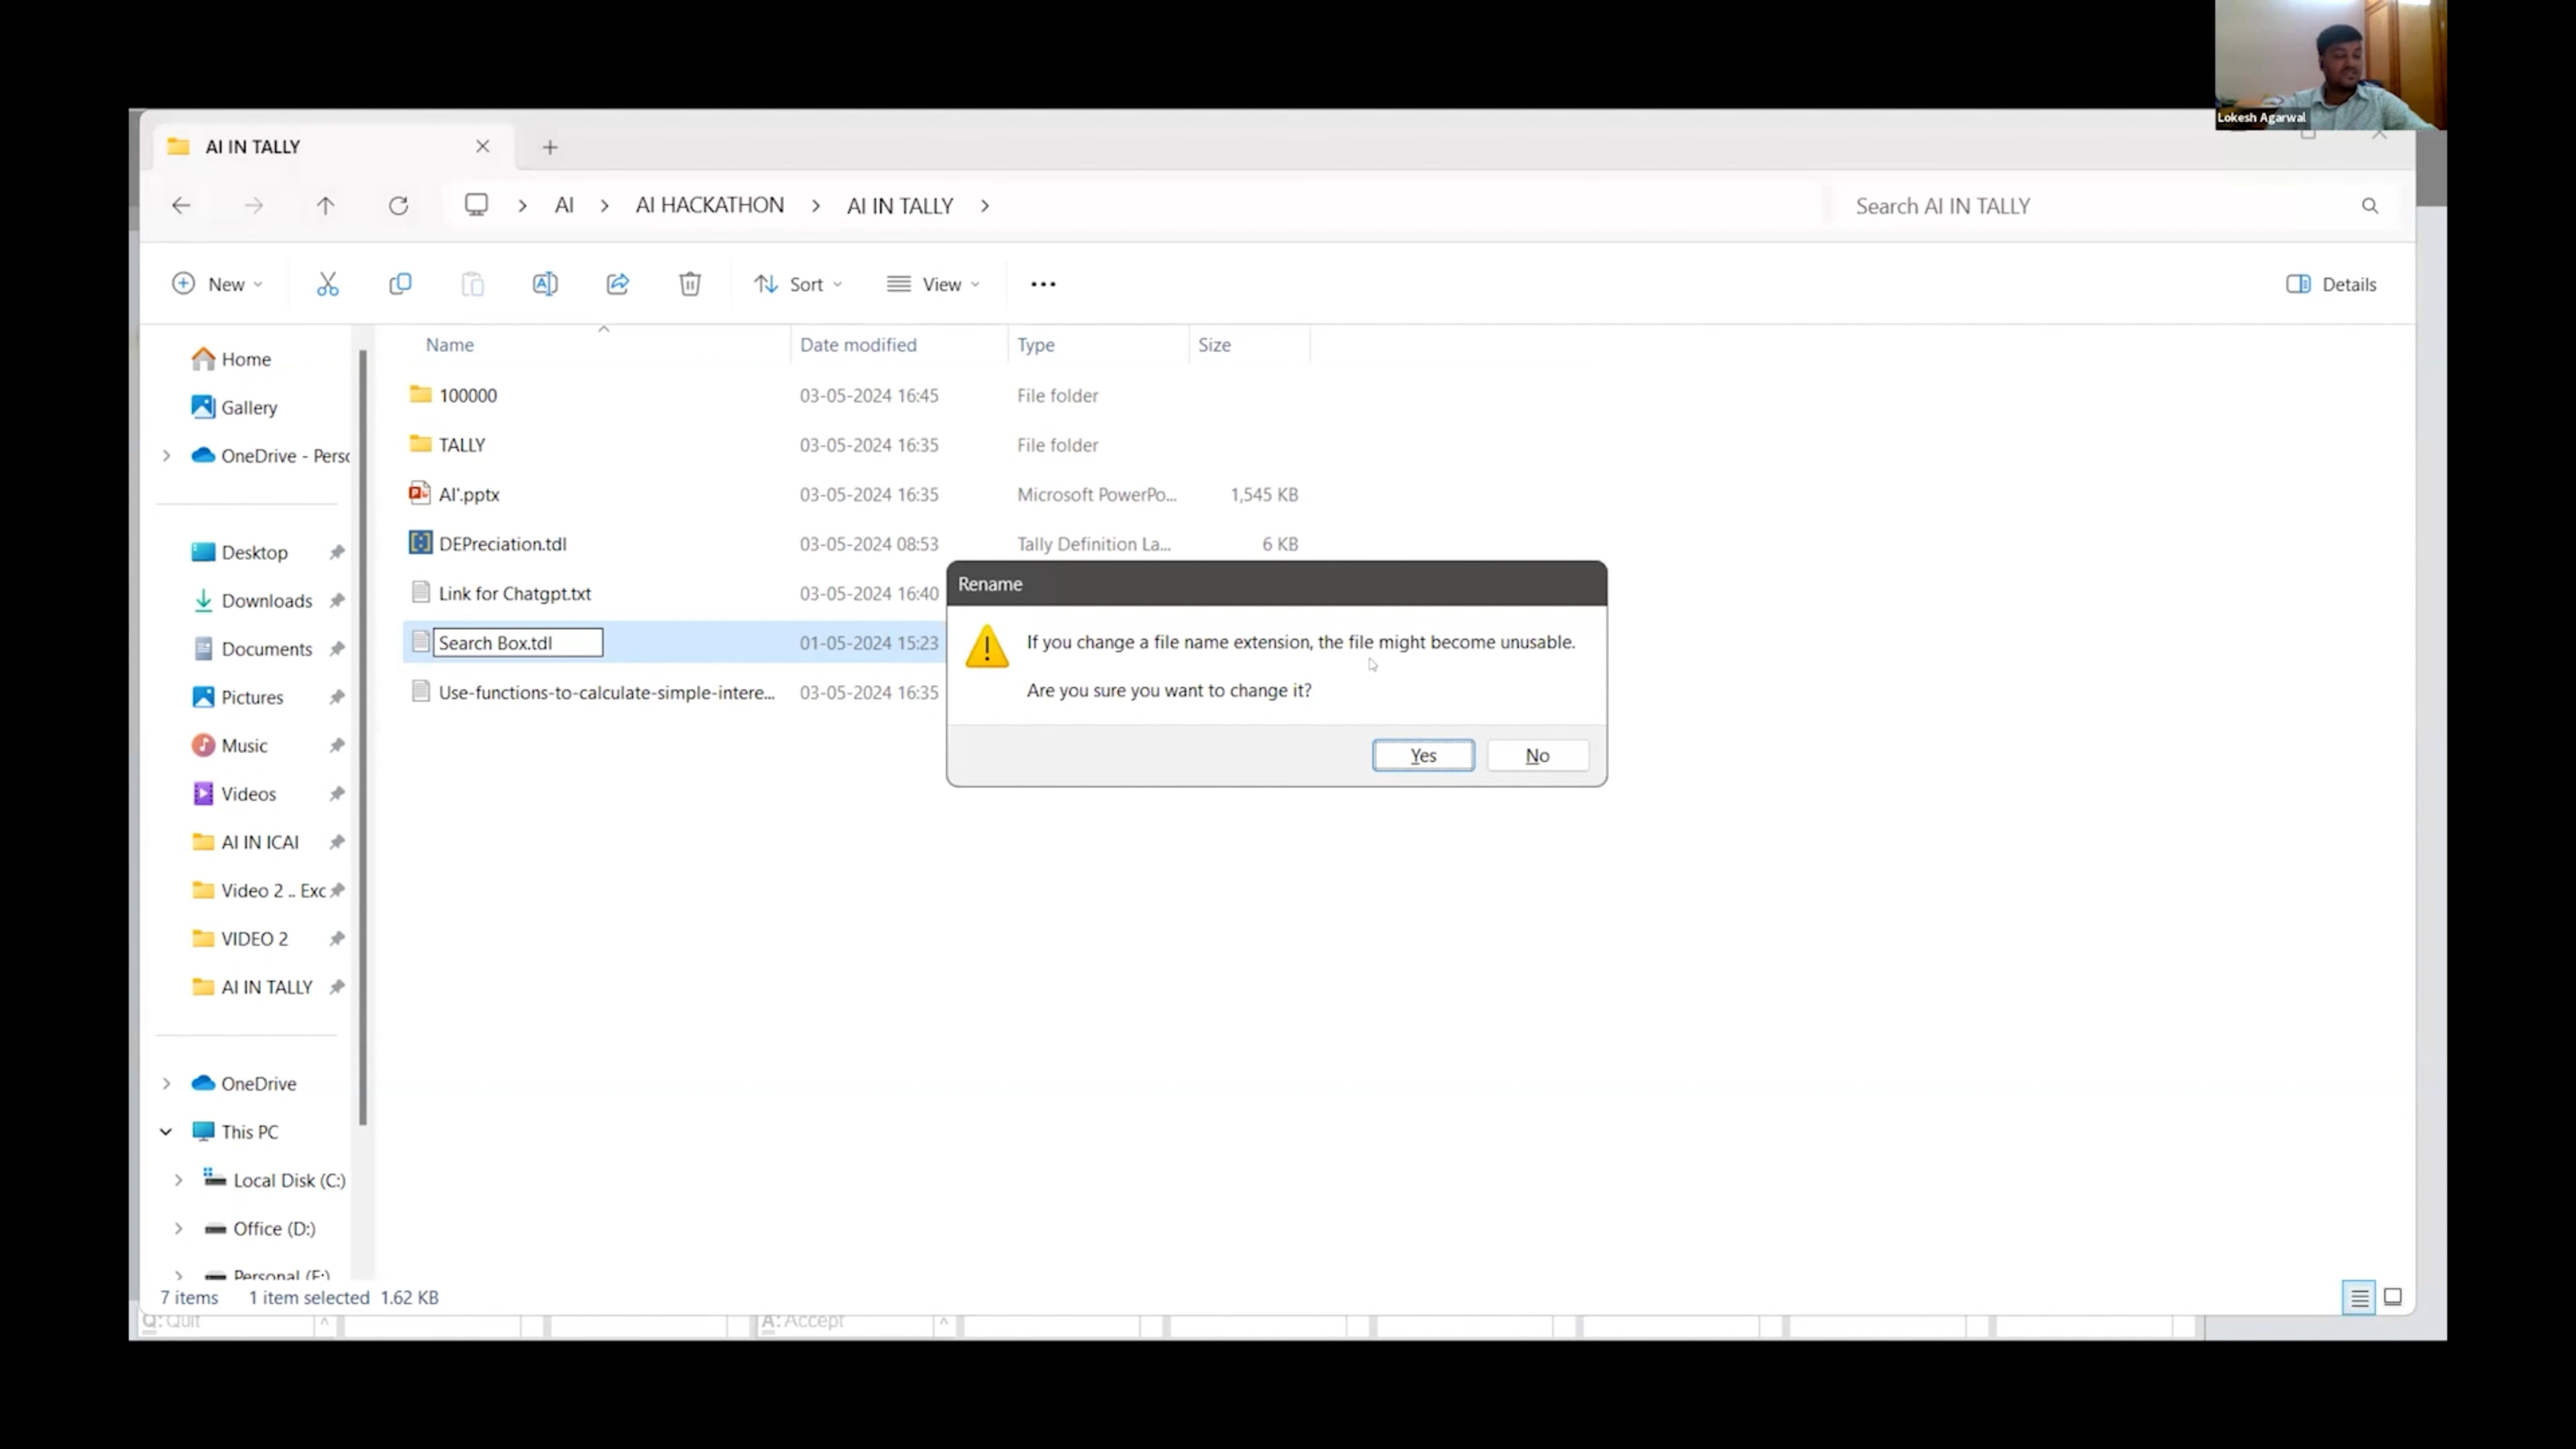 Lokesh Agarwal
AI IN TALLY
AI > AI HACKATHON > AI IN TALLY >
Search AI IN TALLY
New
Sort
View
Details
Name Date modified Type Size
Home
Gallery
OneDrive - Perso
Desktop
Downloads
Documents
Pictures
Music
Videos
AI IN ICAI
Video 2 .. Exc
VIDEO 2
AI IN TALLY
OneDrive
This PC
Local Disk (C:)
Office (D:)
100000 03-05-2024 16:45 File folder
TALLY 03-05-2024 16:35 File folder
AI'.pptx 03-05-2024 16:35 Microsoft PowerPo... 1,545 KB
DEPreciation.tdl 03-05-2024 08:53 Tally Definition La... 6 KB
Link for Chatgpt.txt 03-05-2024 16:40
Search Box.tdl 01-05-2024 15:23
Use-functions-to-calculate-simple-intere... 03-05-2024 16:35
Rename
If you change a file name extension, the file might become unusable.
Are you sure you want to change it?
Yes No
7 items 1 item selected 1.62 KB
Q: Quit A: Accept